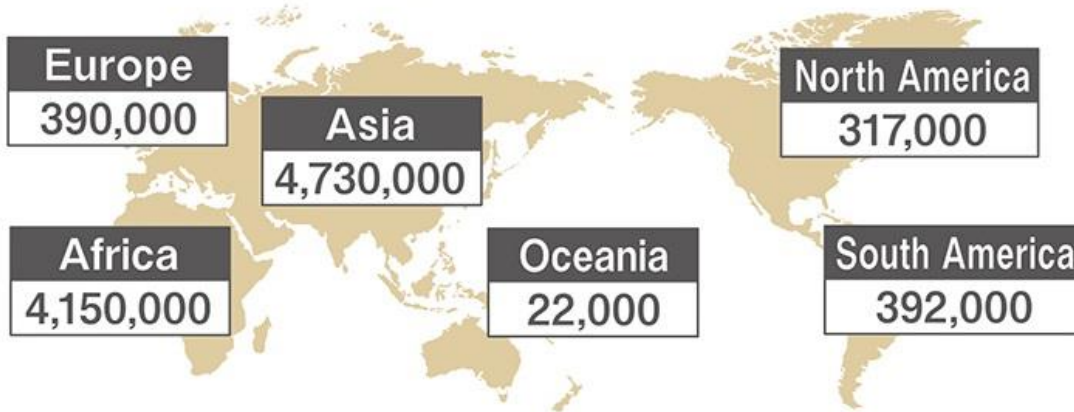 Europe
390,000
Asia
4,730,000
North America
317,000
Africa
4,150,000
Oceania
22,000
South America
392,000